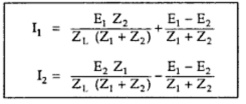 I₁ = E₁ Z₂ / Z_L (Z₁ + Z₂) + E₁ − E₂ / Z₁ + Z₂
I₂ = E₂ Z₁ / Z_L (Z₁ + Z₂) − E₁ − E₂ / Z₁ + Z₂